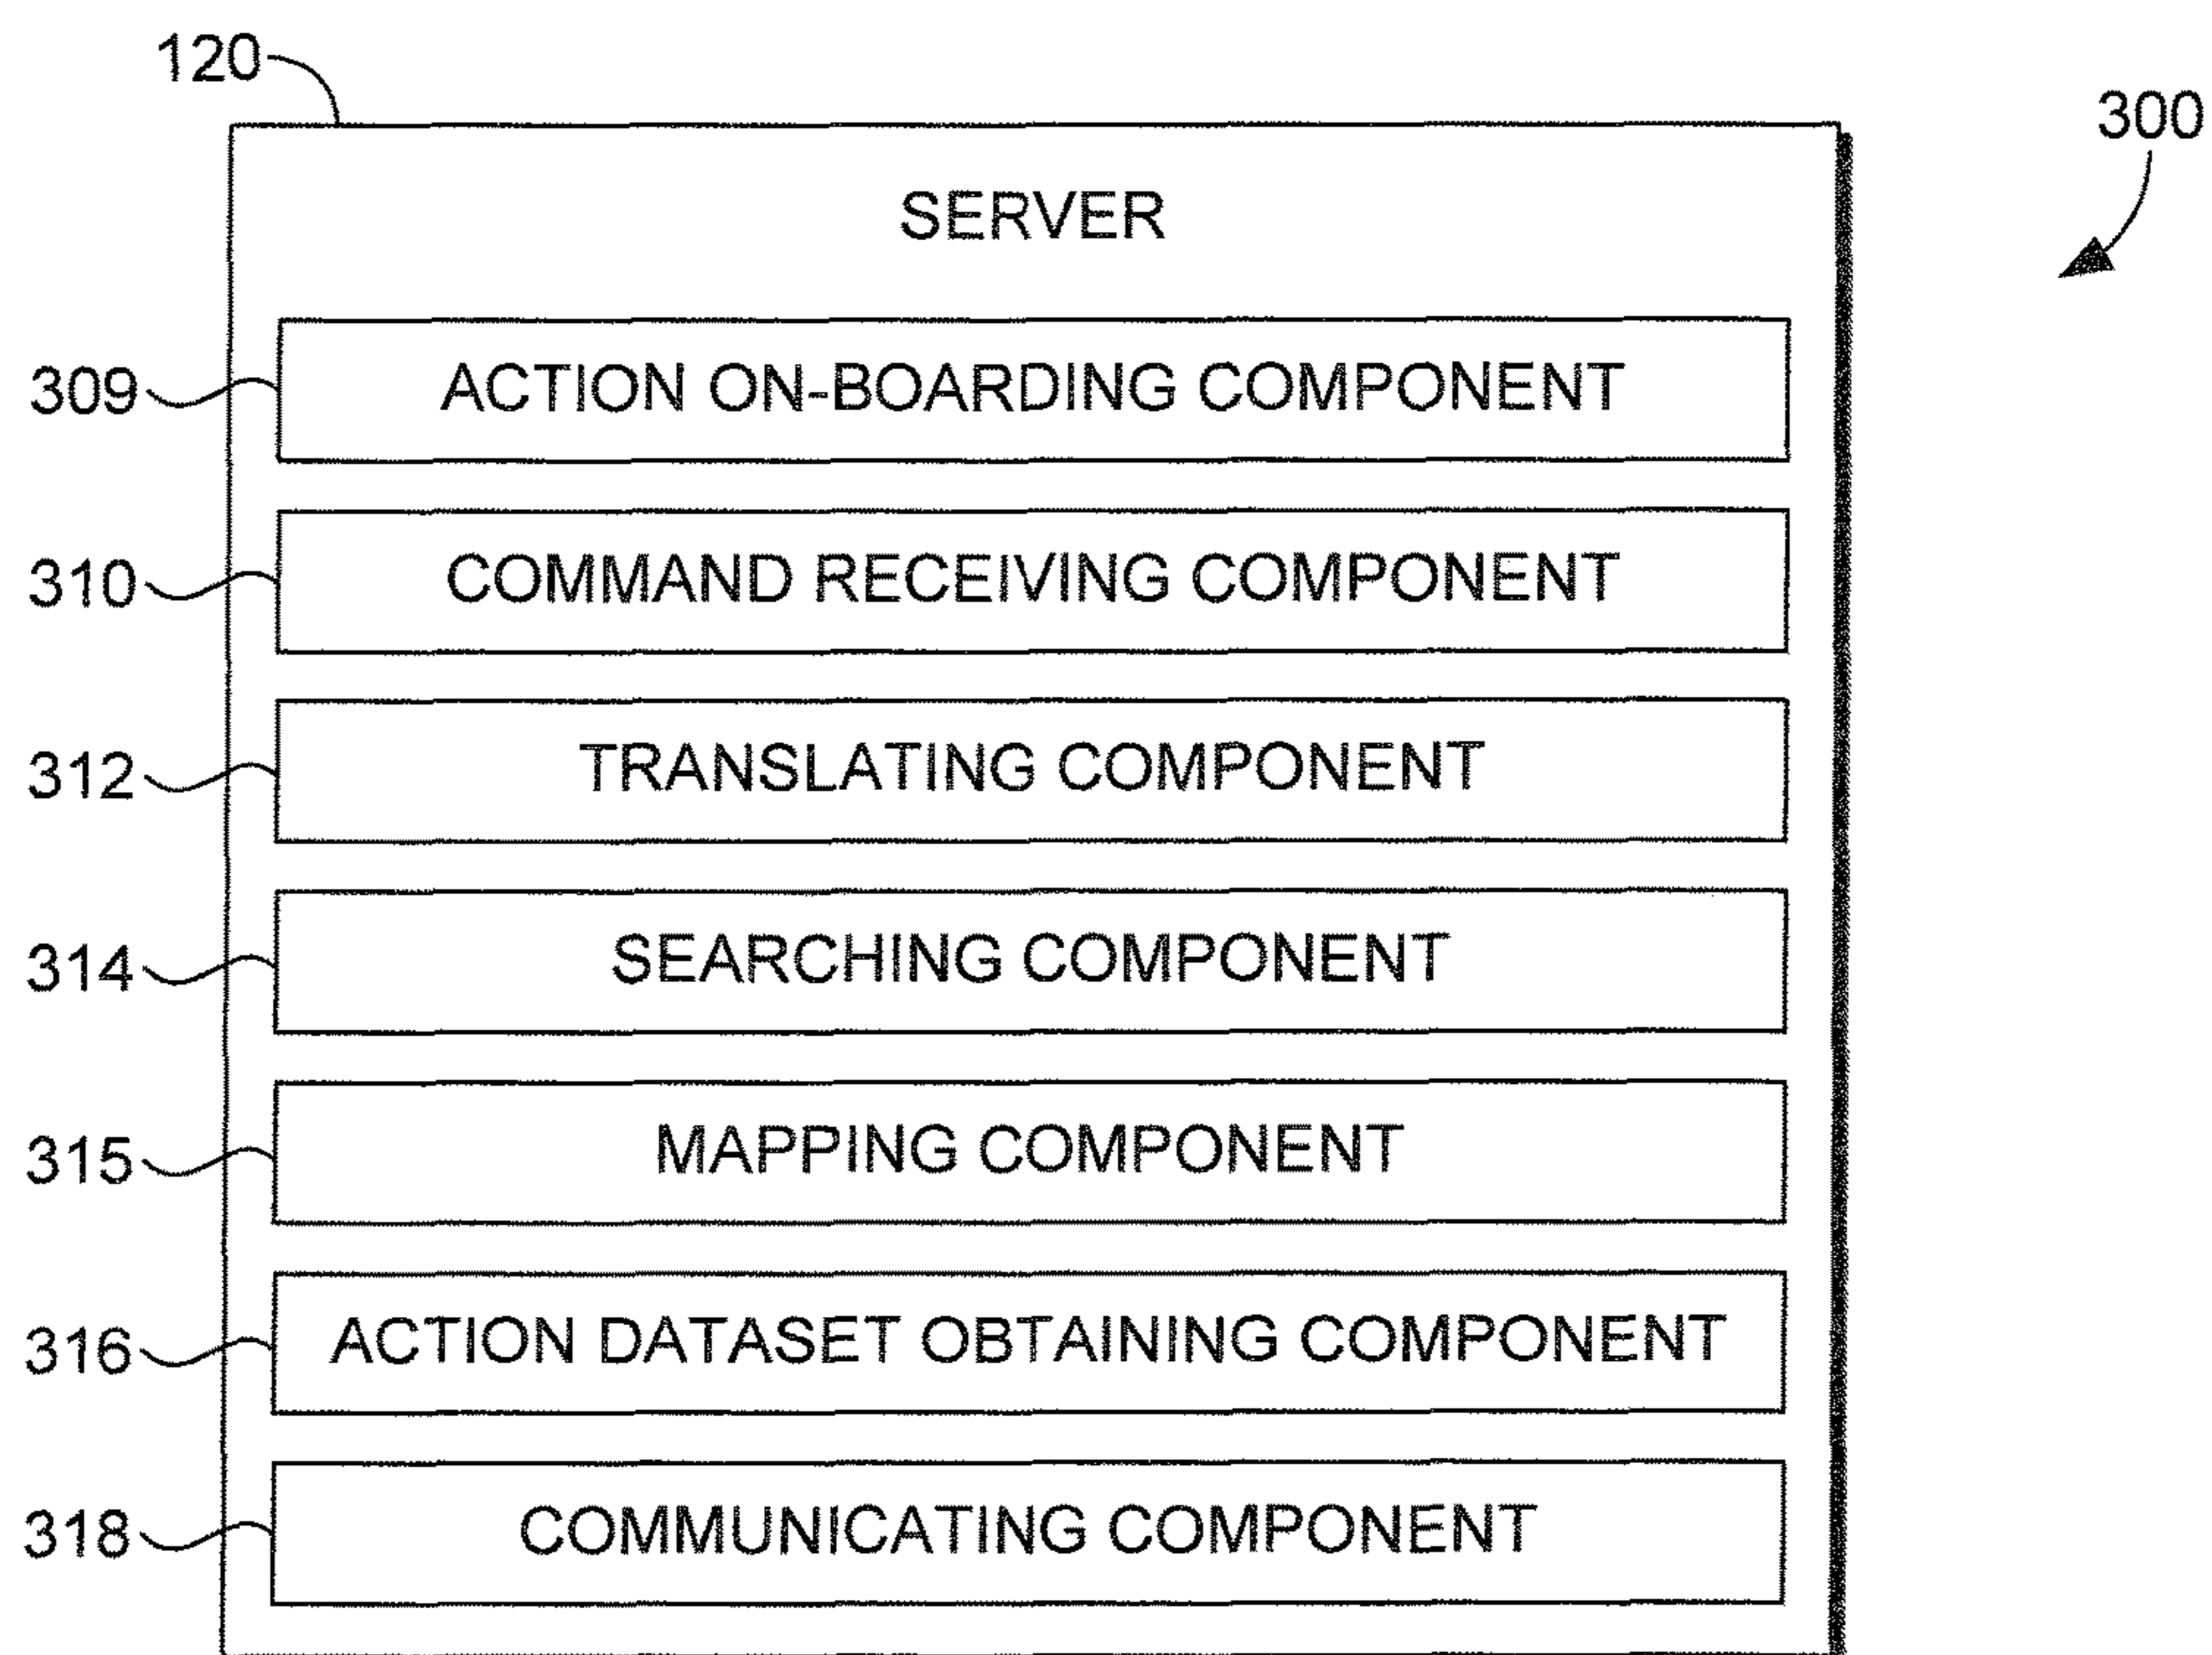 120
300
SERVER
309 ACTION ON-BOARDING COMPONENT
310 COMMAND RECEIVING COMPONENT
312 TRANSLATING COMPONENT
314 SEARCHING COMPONENT
315 MAPPING COMPONENT
316 ACTION DATASET OBTAINING COMPONENT
318 COMMUNICATING COMPONENT